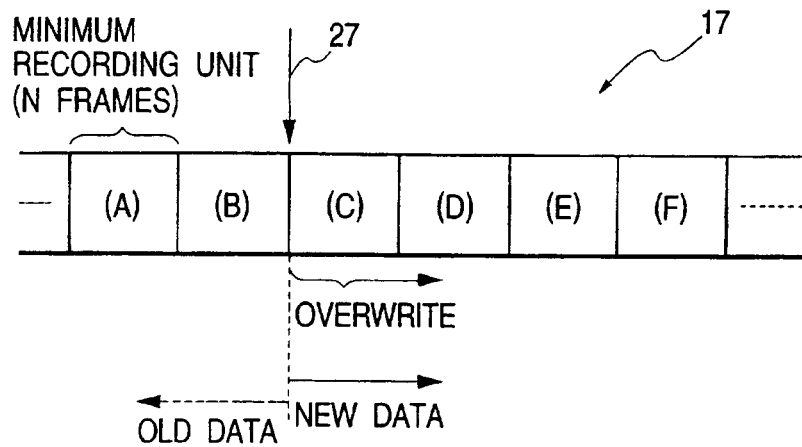 MINIMUM
RECORDING UNIT
(N FRAMES)
27
17
(A) (B) (C) (D) (E) (F)
OVERWRITE
OLD DATA NEW DATA